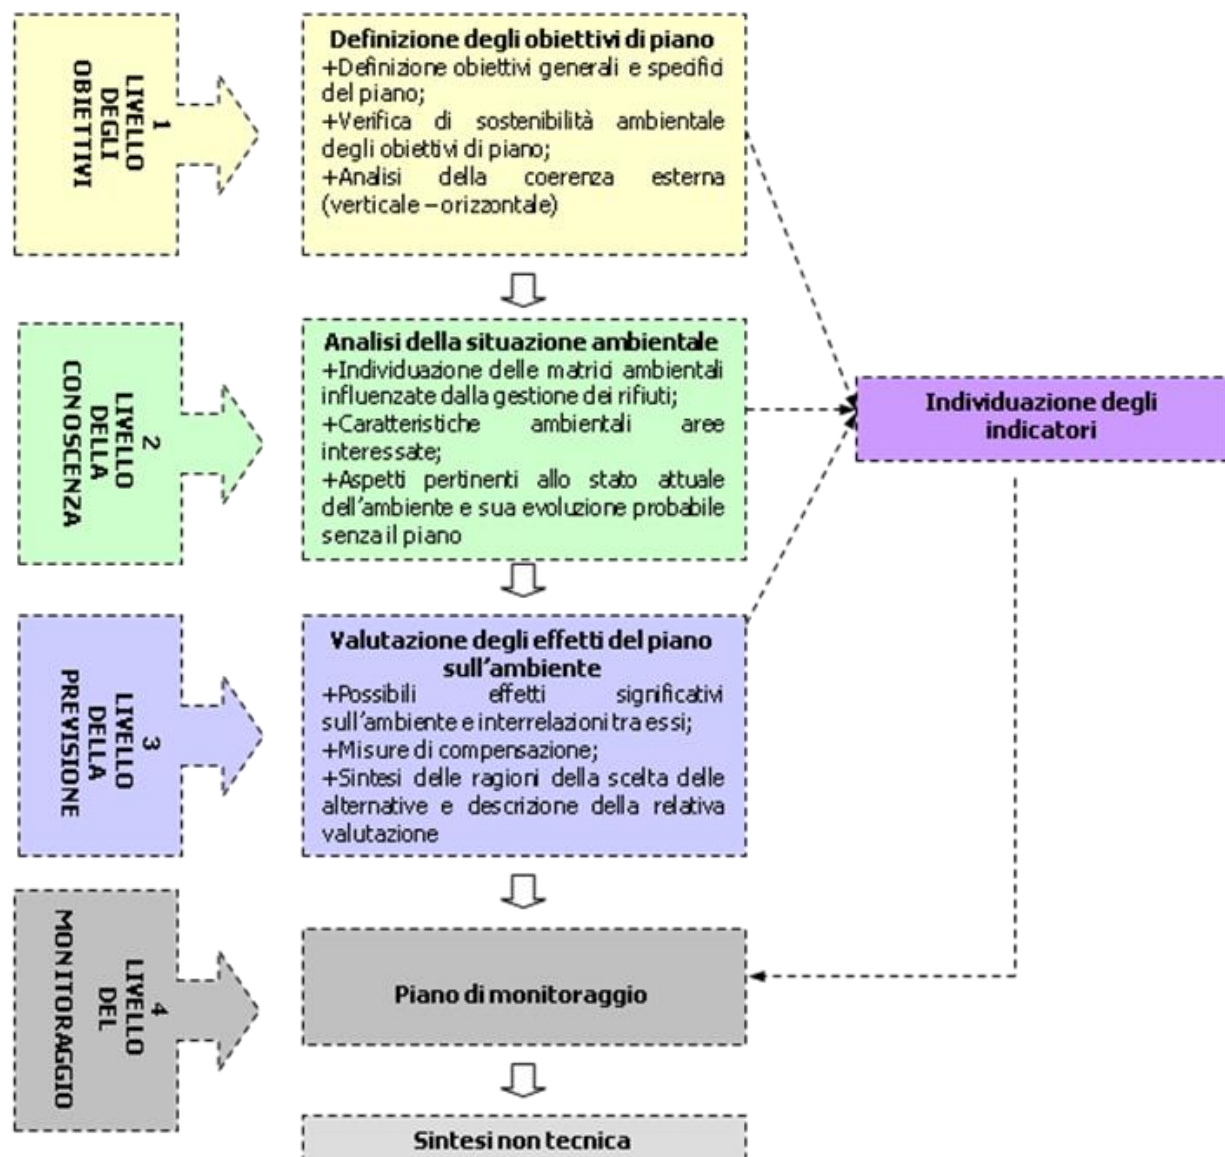 1
LIVELLO
DEGLI
OBIETTIVI
Definizione degli obiettivi di piano
+Definizione obiettivi generali e specifici
del piano;
+Verifica di sostenibilità ambientale
degli obiettivi di piano;
+Analisi della coerenza esterna
(verticale – orizzontale)
2
LIVELLO
DELLA
CONOSCENZA
Analisi della situazione ambientale
+Individuazione delle matrici ambientali
influenzate dalla gestione dei rifiuti;
+Caratteristiche ambientali aree
interessate;
+Aspetti pertinenti allo stato attuale
dell'ambiente e sua evoluzione probabile
senza il piano
Individuazione degli
indicatori
3
LIVELLO
DELLA
PREVISIONE
Valutazione degli effetti del piano
sull'ambiente
+Possibili effetti significativi
sull'ambiente e interrelazioni tra essi;
+Misure di compensazione;
+Sintesi delle ragioni della scelta delle
alternative e descrizione della relativa
valutazione
4
LIVELLO
DEL
MONITORAGGIO
Piano di monitoraggio
Sintesi non tecnica